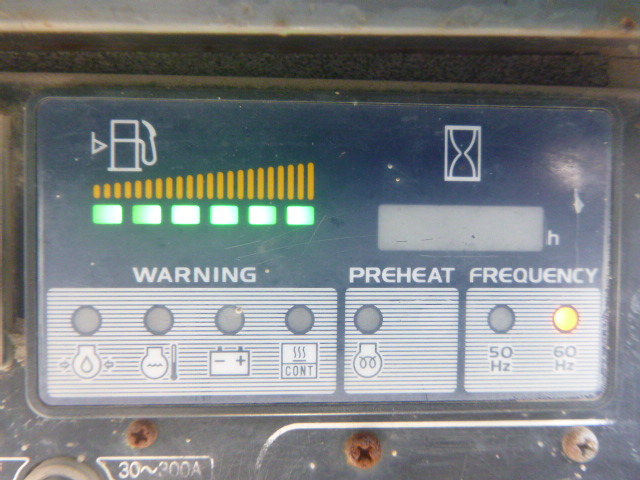 h
WARNING PREHEAT FREQUENCY
CONT
50 Hz
60 Hz
30~300A